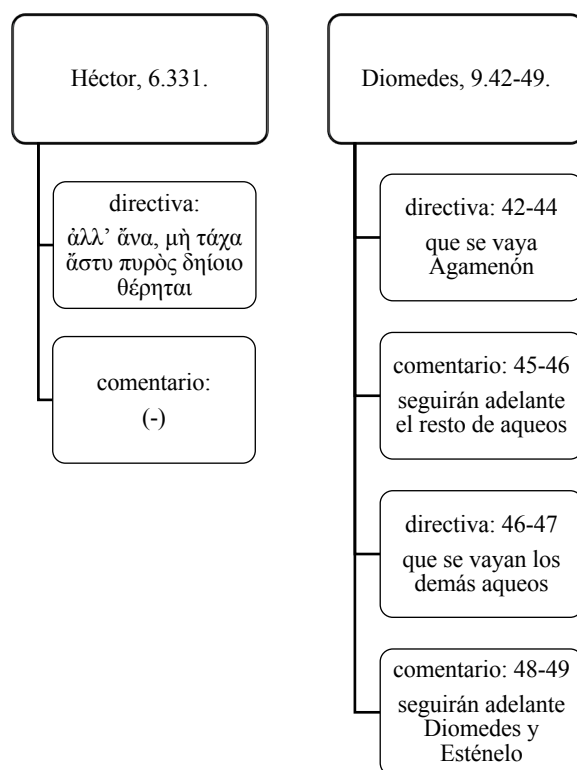 Héctor, 6.331.
directiva:
ἀλλ’ ἄνα, μὴ τάχα
ἄστυ πυρὸς δηΐοιο
θέρηται
comentario:
(-)
Diomedes, 9.42-49.
directiva: 42-44
que se vaya
Agamenón
comentario: 45-46
seguirán adelante
el resto de aqueos
directiva: 46-47
que se vayan los
demás aqueos
comentario: 48-49
seguirán adelante
Diomedes y
Esténelo